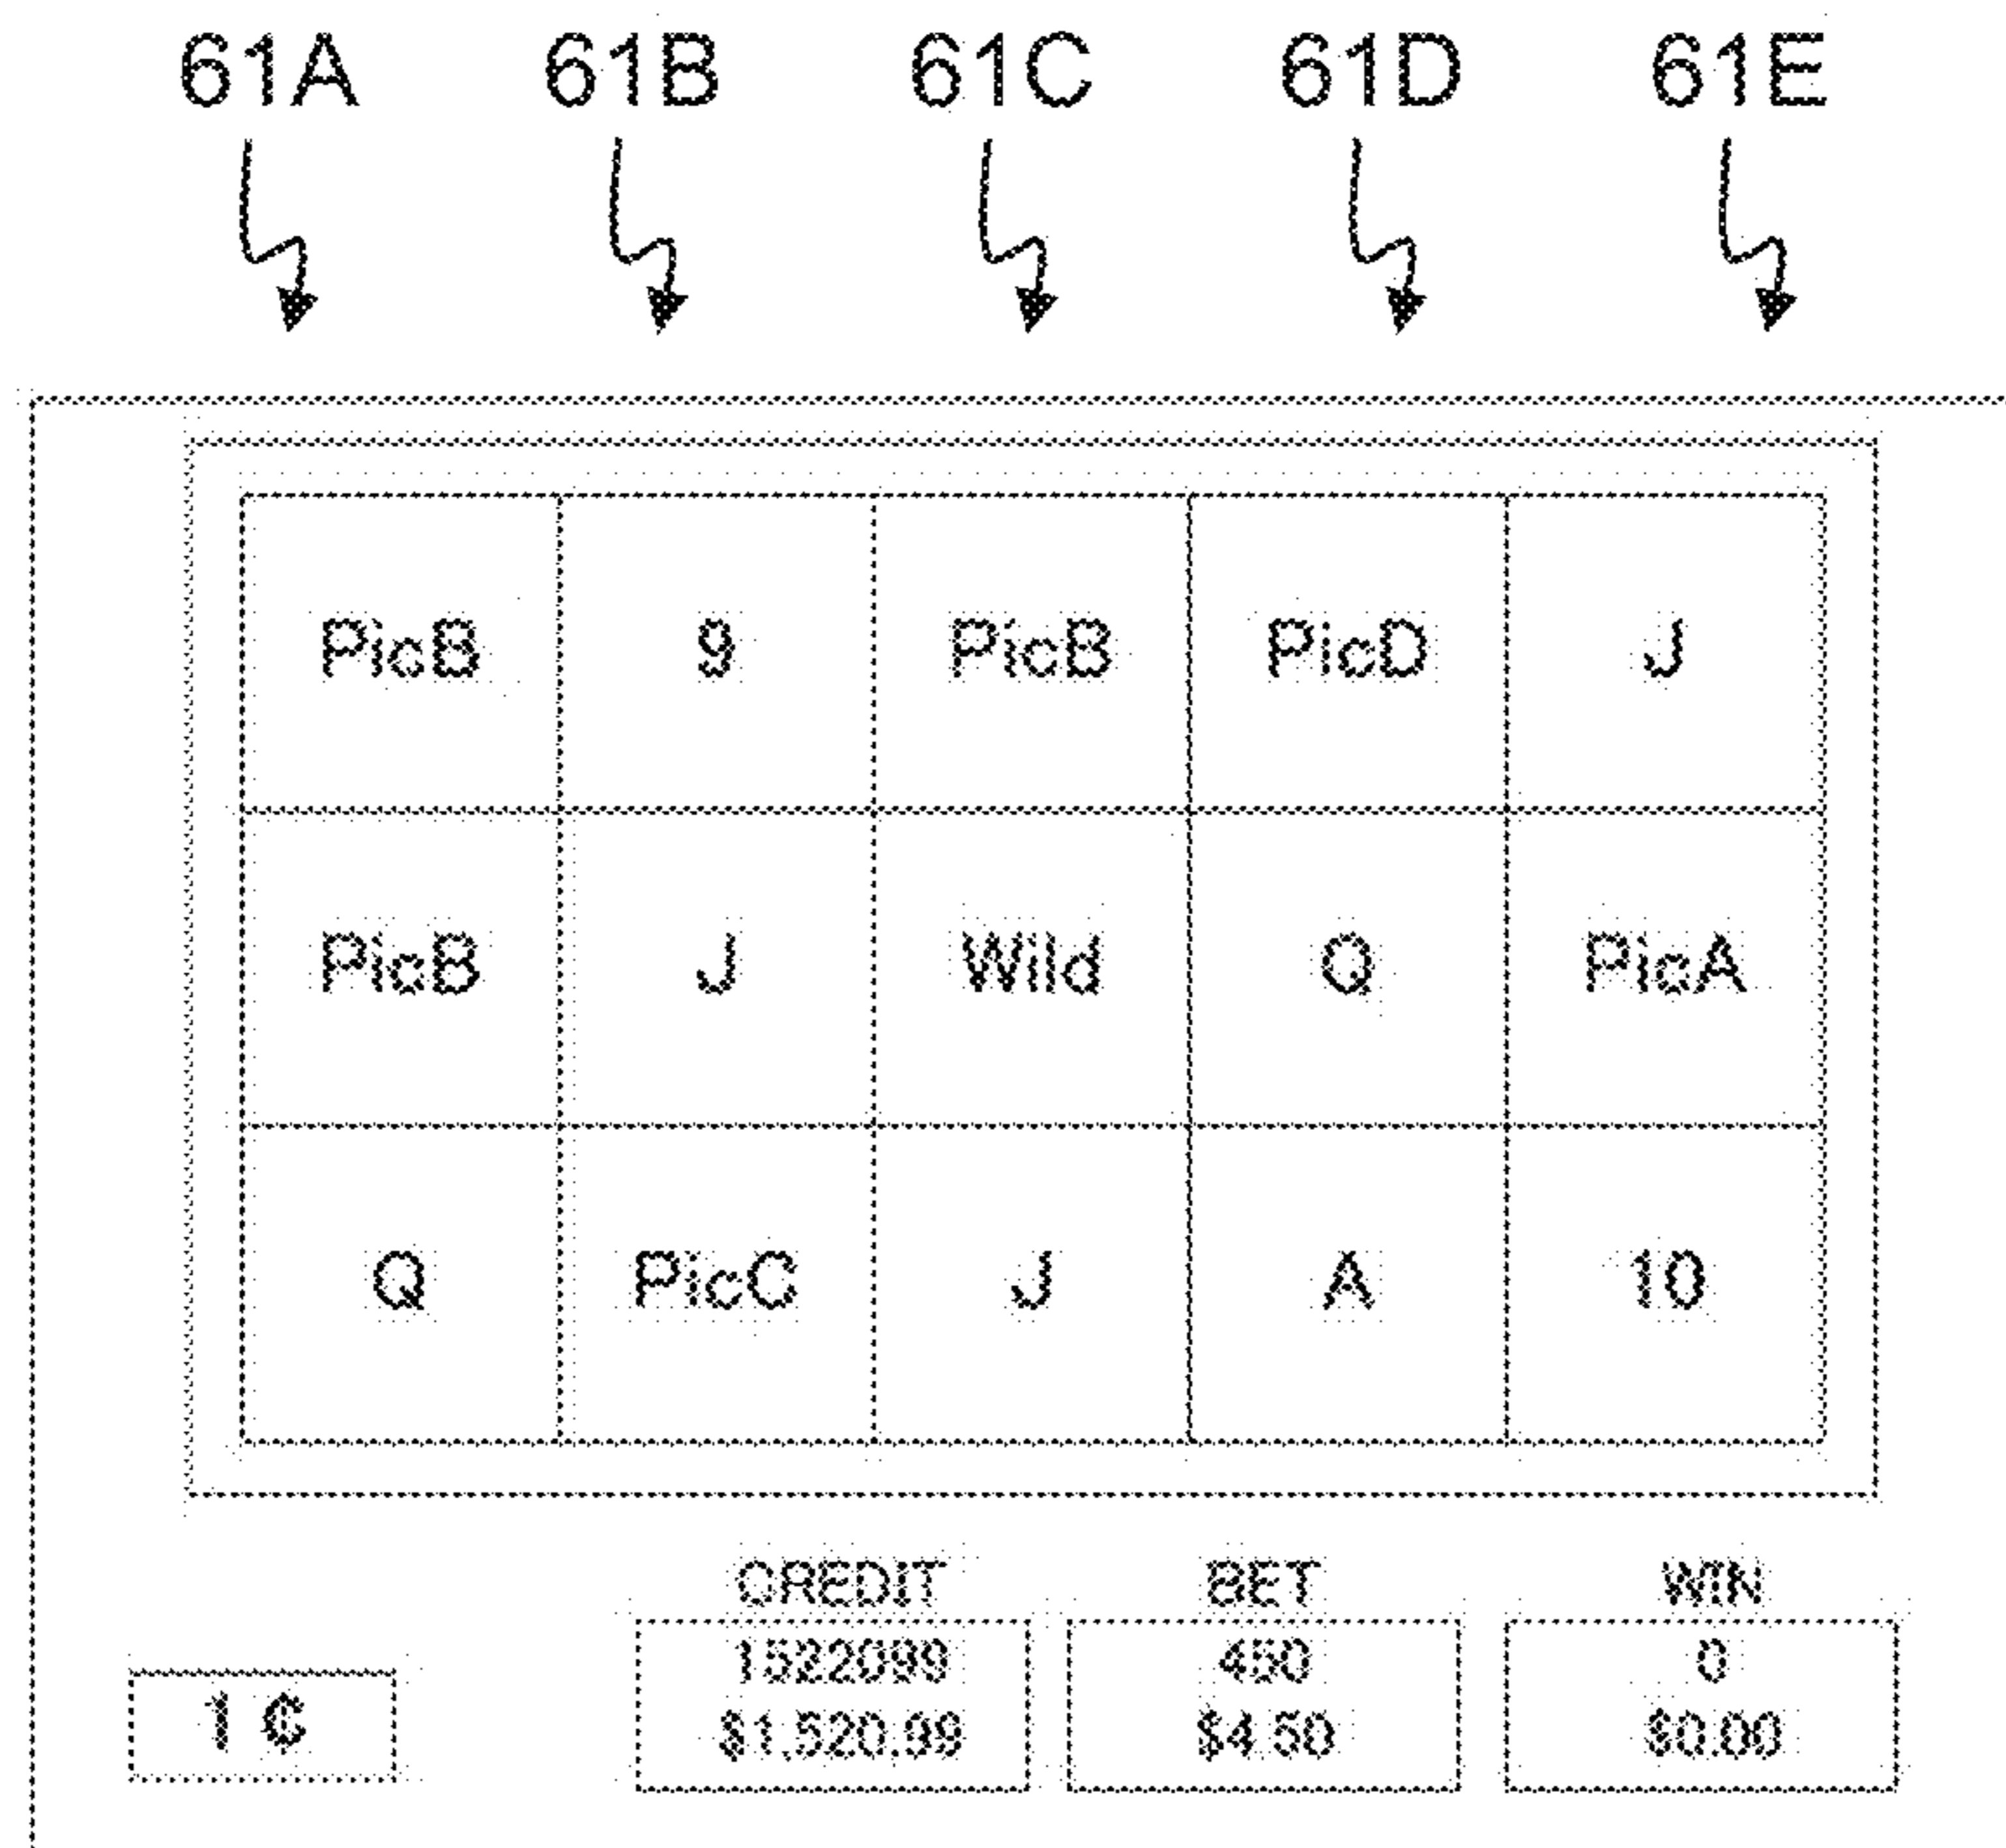 61A 61B 61C 61D 61E
PicB 9 PicB PicD J
PicB J Wild Q PicA
Q PicC J A 10
CREDIT BET WIN
1522099 450 0
1 ¢ $1,520.99 $4.50 $0.00